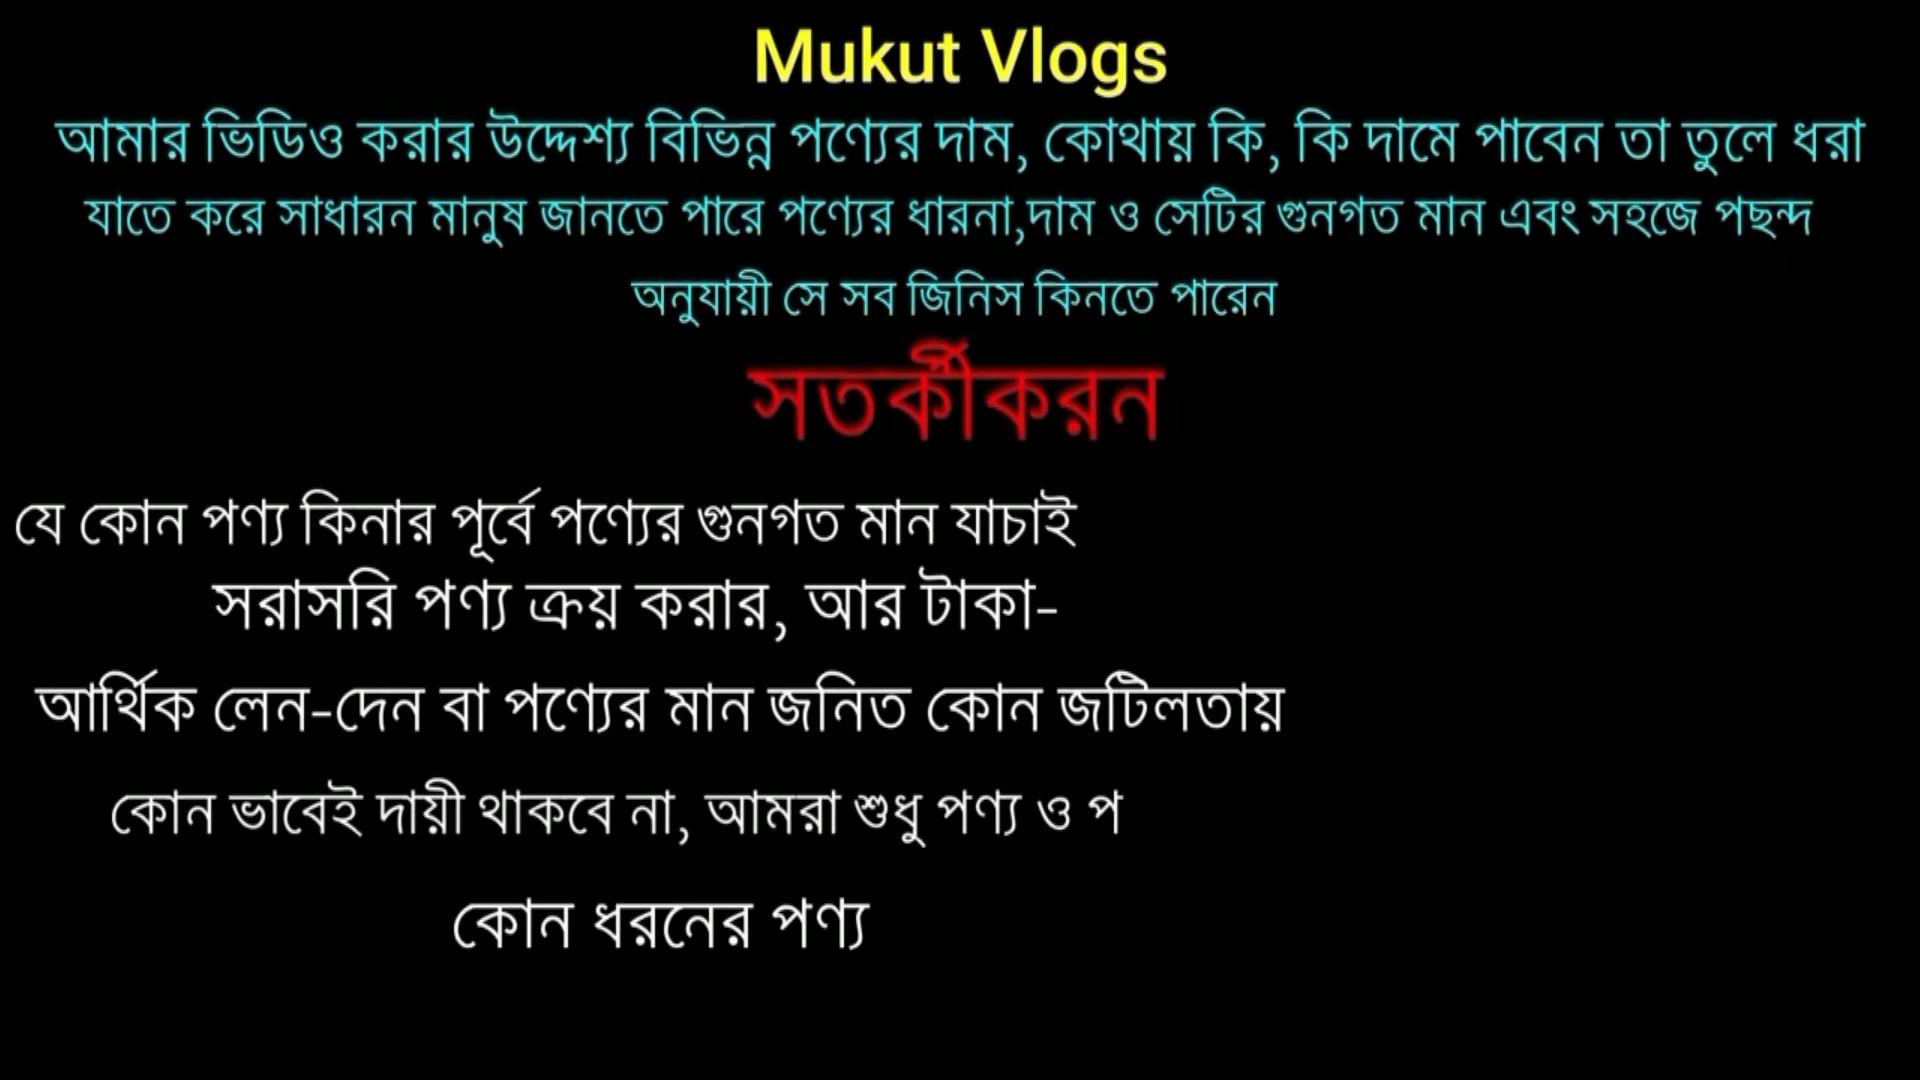 Mukut Vlogs
আমার ভিডিও করার উদ্দেশ্য বিভিন্ন পণ্যের দাম, কোথায় কি, কি দামে পাবেন তা তুলে ধরা
যাতে করে সাধারন মানুষ জানতে পারে পণ্যের ধারনা,দাম ও সেটির গুনগত মান এবং সহজে পছন্দ
অনুযায়ী সে সব জিনিস কিনতে পারেন
সতর্কীকরন
যে কোন পণ্য কিনার পূর্বে পণ্যের গুনগত মান যাচাই
সরাসরি পণ্য ক্রয় করার, আর টাকা-
আর্থিক লেন-দেন বা পণ্যের মান জনিত কোন জটিলতায়
কোন ভাবেই দায়ী থাকবে না, আমরা শুধু পণ্য ও প
কোন ধরনের পণ্য